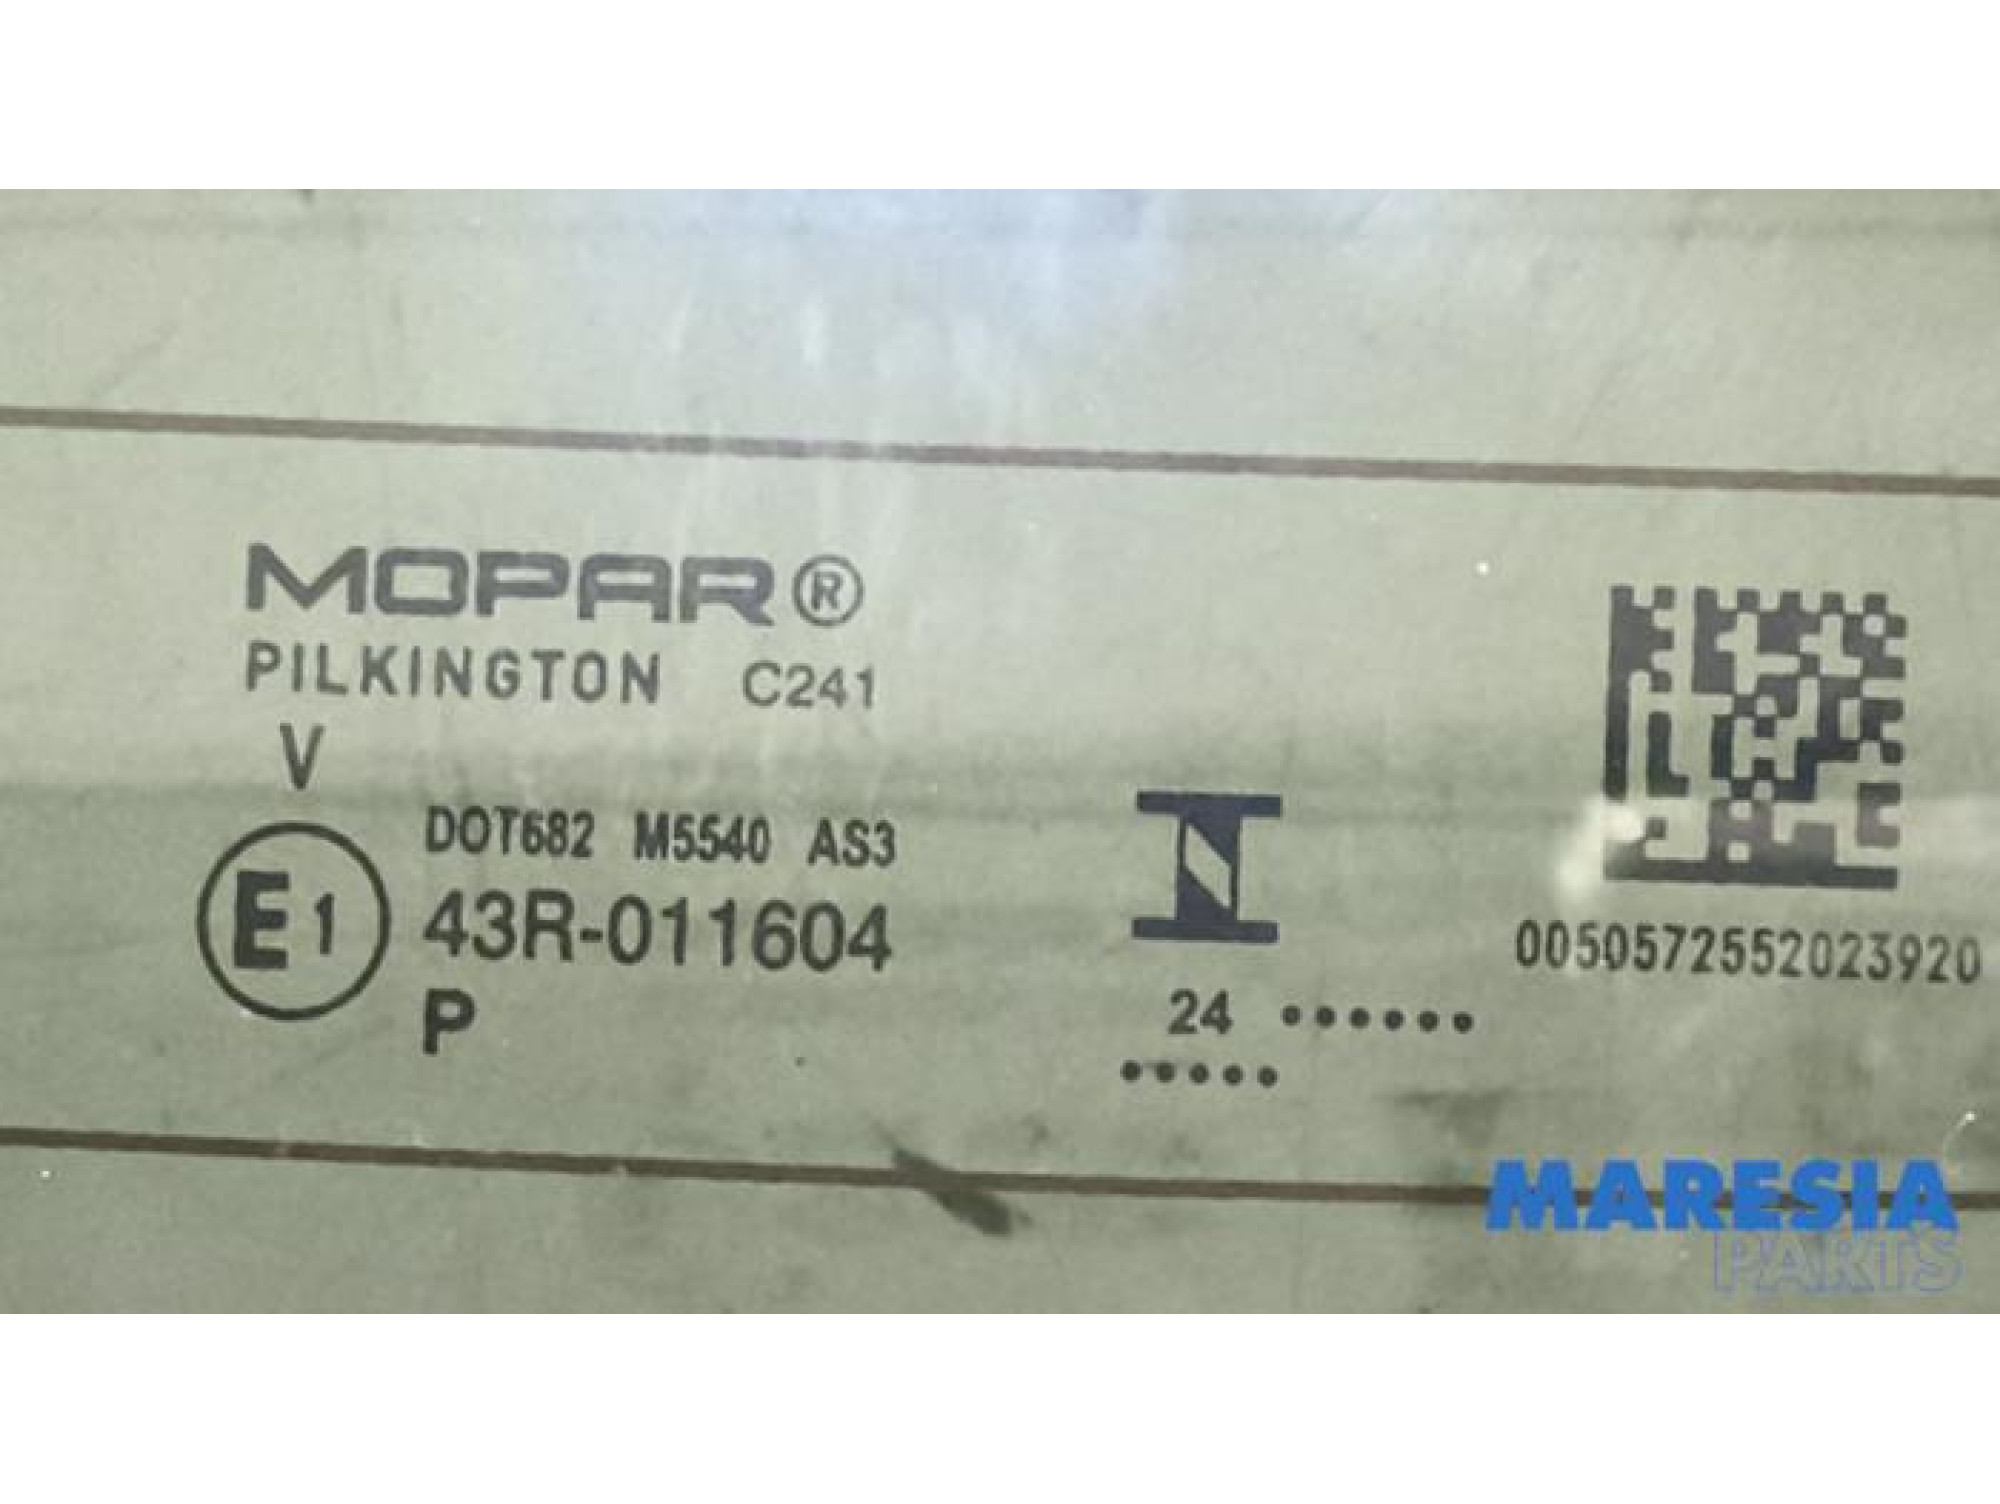 MOPAR®
PILKINGTON C241
V
DOT682 M5540 AS3
E1 43R-011604
P
24 ......
.....
0050572552023920
MARESIA
PARTS